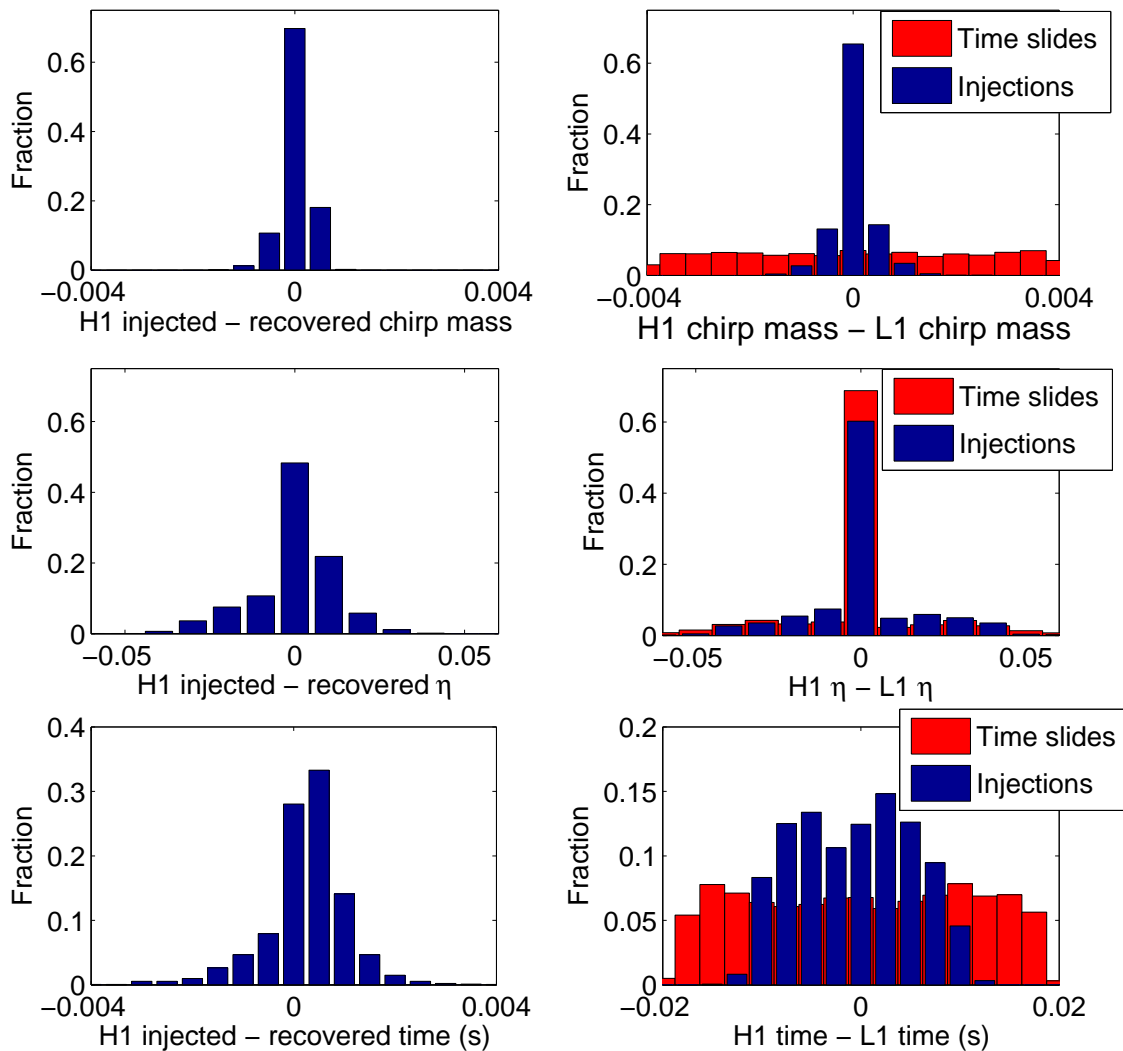 0.6
0.4
0.2
0
Fraction
−0.004
0
0.004
H1 injected − recovered chirp mass
0.6
0.4
0.2
0
Fraction
Time slides
Injections
−0.004
0
0.004
H1 chirp mass − L1 chirp mass
0.6
0.4
0.2
0
Fraction
−0.05
0
0.05
H1 injected − recovered η
0.6
0.4
0.2
0
Fraction
Time slides
Injections
−0.05
0
0.05
H1 η − L1 η
0.4
0.3
0.2
0.1
0
Fraction
−0.004
0
0.004
H1 injected − recovered time (s)
0.2
0.15
0.1
0.05
0
Fraction
Time slides
Injections
−0.02
0
0.02
H1 time − L1 time (s)